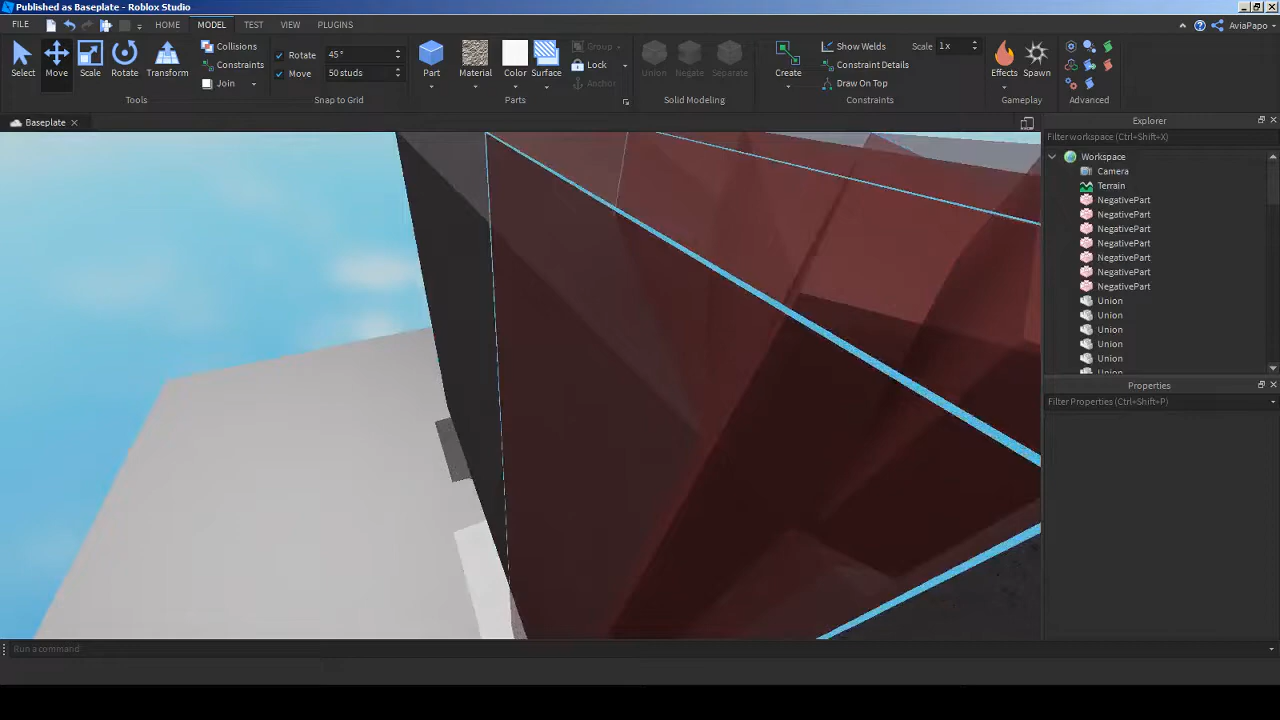 Published as Baseplate - Roblox Studio
FILE HOME MODEL TEST VIEW PLUGINS AviaPapo
Select Move Scale Rotate Transform
Collisions
Constraints
Join
Tools
Rotate 45°
Move 50 studs
Snap to Grid
Part Material Color Surface
Group
Lock
Anchor
Parts
Union Negate Separate
Solid Modeling
Create
Show Welds
Constraint Details
Draw On Top
Scale 1x
Constraints
Effects Spawn
Gameplay
Advanced
Baseplate
Explorer
Filter workspace (Ctrl+Shift+X)
Workspace
Camera
Terrain
NegativePart
NegativePart
NegativePart
NegativePart
NegativePart
NegativePart
NegativePart
Union
Union
Union
Union
Union
Union
Properties
Filter Properties (Ctrl+Shift+P)
Run a command